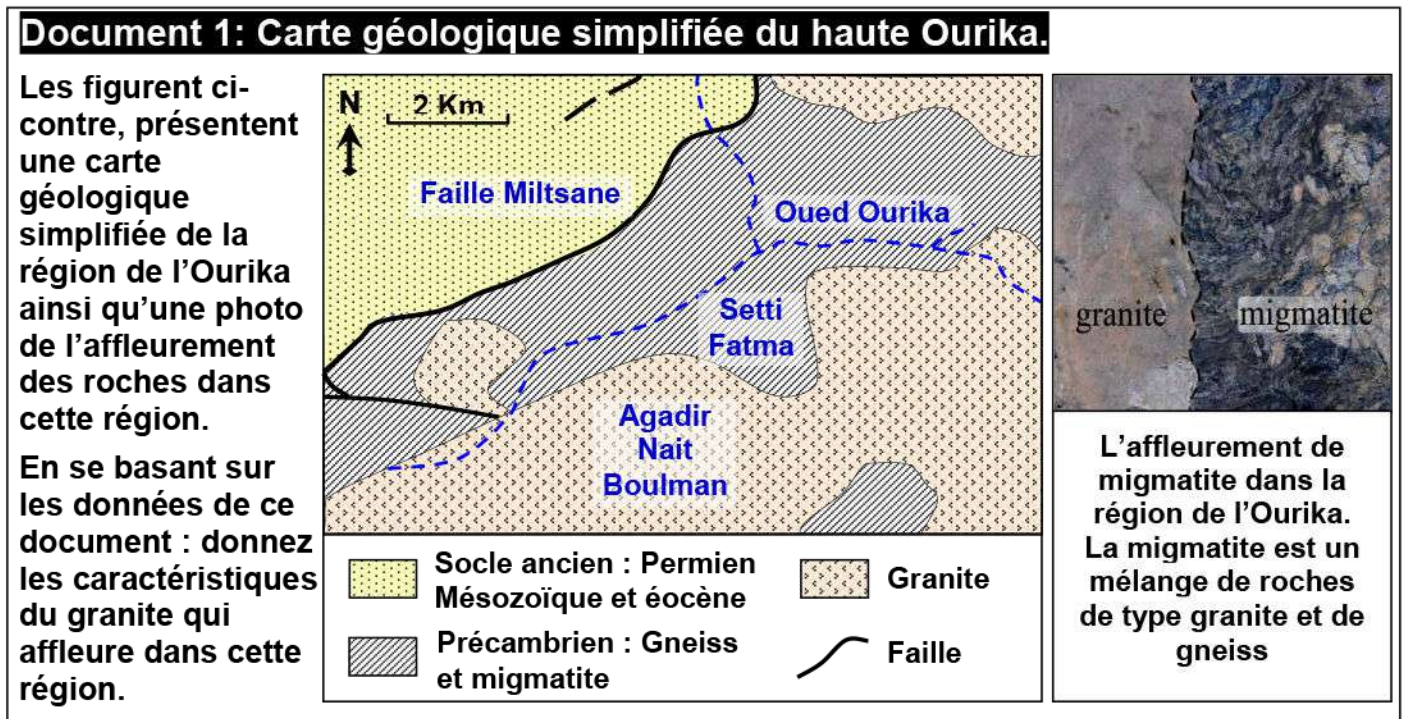 Document 1: Carte géologique simplifiée du haute Ourika.
Les figurent ci-
contre, présentent
une carte
géologique
simplifiée de la
région de l'Ourika
ainsi qu'une photo
de l'affleurement
des roches dans
cette région.
En se basant sur
les données de ce
document : donnez
les caractéristiques
du granite qui
affleure dans cette
région.
N
2 Km
Faille Miltsane
Oued Ourika
Setti
Fatma
Agadir
Nait
Boulman
Socle ancien : Permien
Mésozoïque et éocène
Granite
Précambrien : Gneiss
et migmatite
Faille
granite
migmatite
L'affleurement de
migmatite dans la
région de l'Ourika.
La migmatite est un
mélange de roches
de type granite et de
gneiss